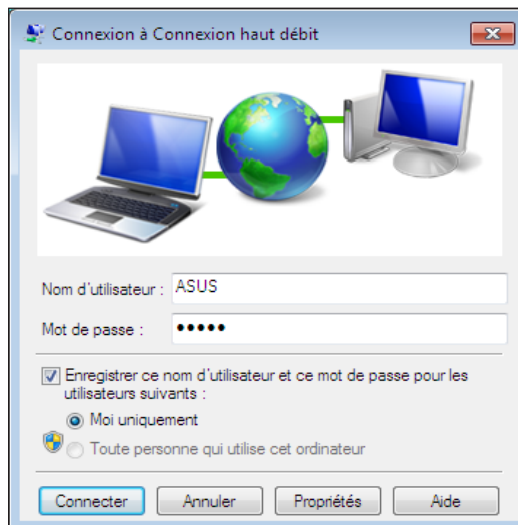 Connexion à Connexion haut débit
Nom d'utilisateur : ASUS
Mot de passe : •••••
Enregistrer ce nom d'utilisateur et ce mot de passe pour les
utilisateurs suivants :
Moi uniquement
Toute personne qui utilise cet ordinateur
Connecter Annuler Propriétés Aide